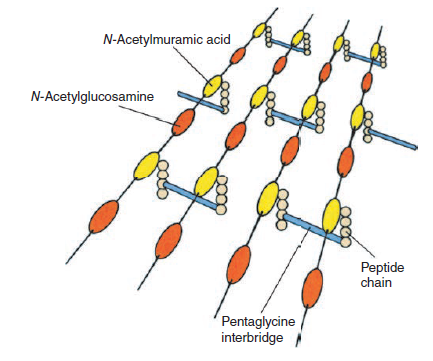 N-Acetylmuramic acid
N-Acetylglucosamine
Peptide
chain
Pentaglycine
interbridge